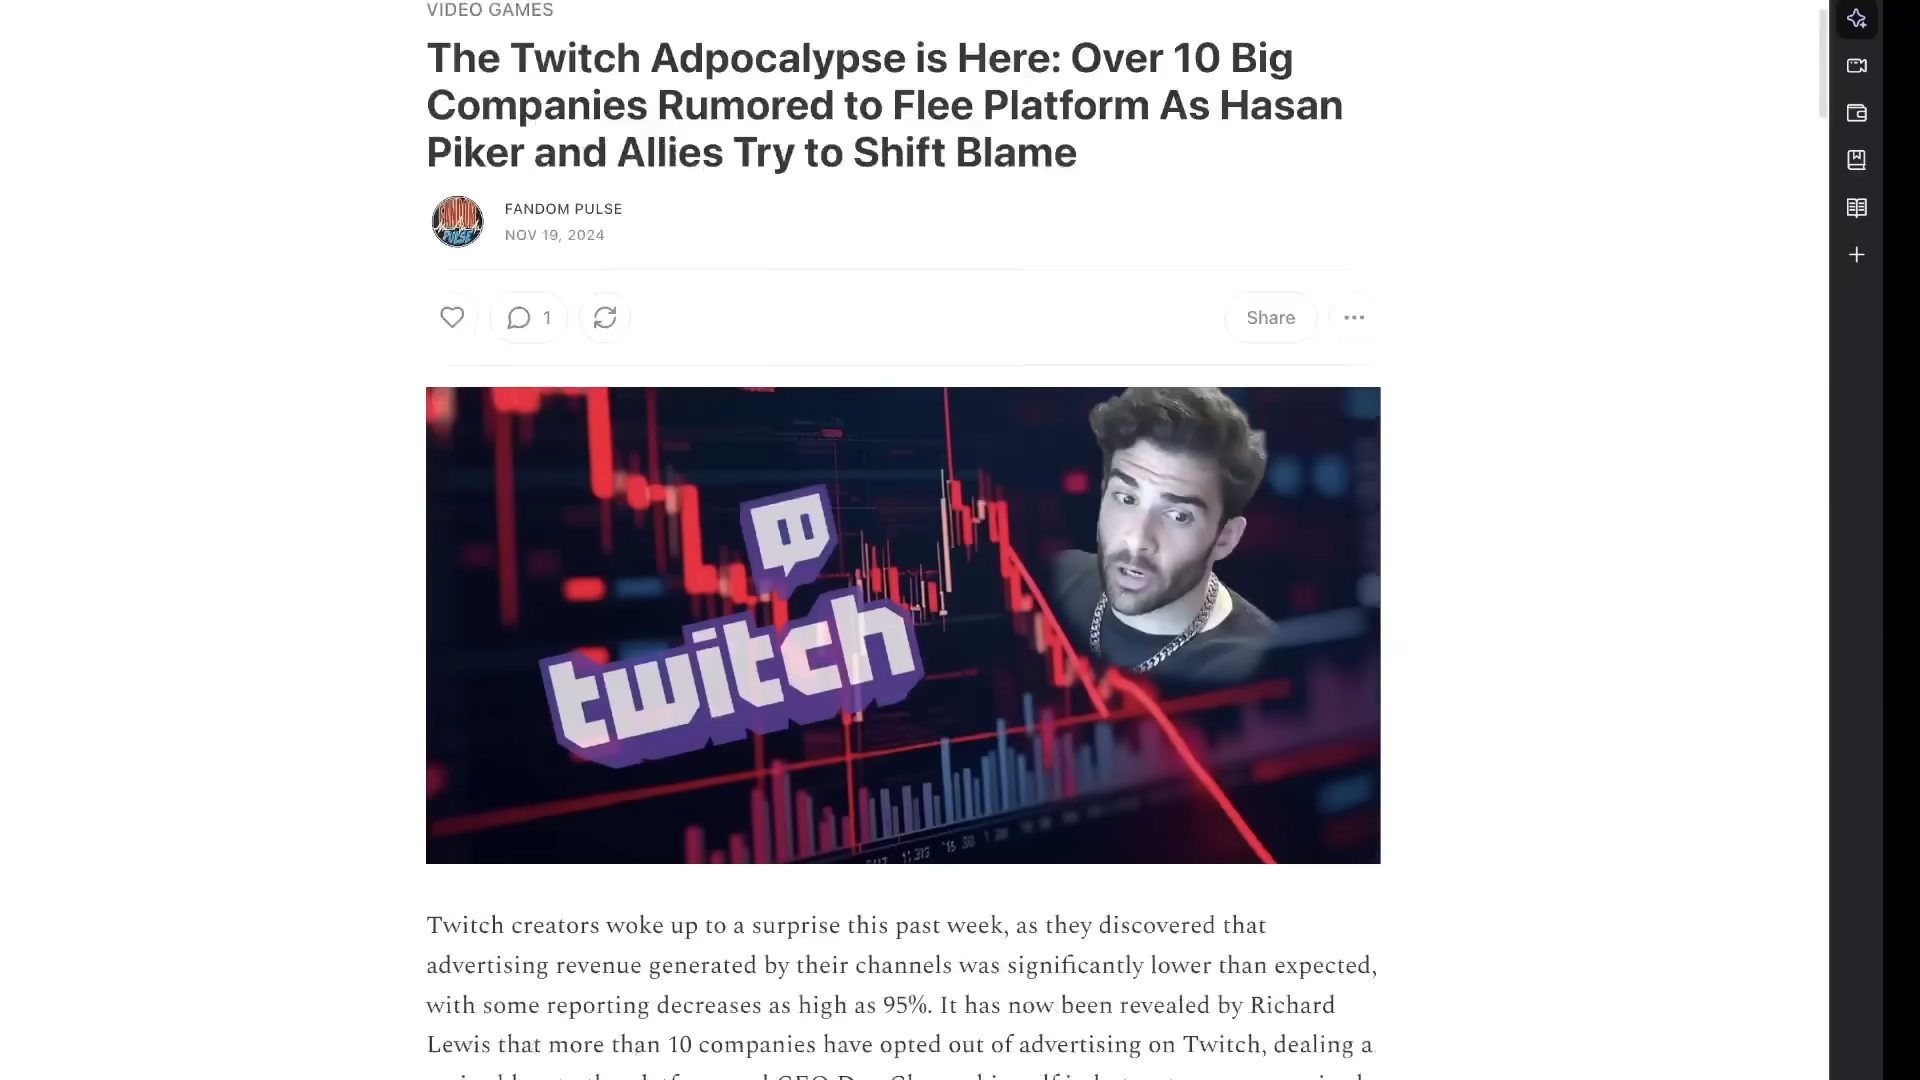 VIDEO GAMES
The Twitch Adpocalypse is Here: Over 10 Big
Companies Rumored to Flee Platform As Hasan
Piker and Allies Try to Shift Blame
FANDOM PULSE
NOV 19, 2024
1
Share
twitch
Twitch creators woke up to a surprise this past week, as they discovered that
advertising revenue generated by their channels was significantly lower than expected,
with some reporting decreases as high as 95%. It has now been revealed by Richard
Lewis that more than 10 companies have opted out of advertising on Twitch, dealing a